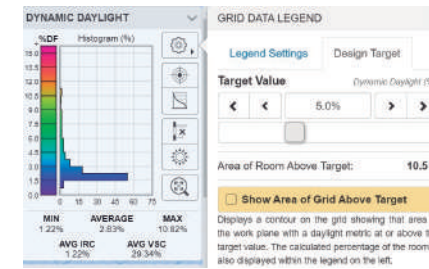 DYNAMIC DAYLIGHT
%DF Histogram (%)
15.0
13.5
12.0
10.5
9.0
7.5
6.0
4.5
3.0
1.5
0.0
0 15 30 45 60 75
MIN AVERAGE MAX
1.22% 2.83% 10.82%
AVG IRC AVG VSC
1.22% 29.34%
GRID DATA LEGEND
Legend Settings Design Target
Target Value Dynamic Daylight (%
5.0%
Area of Room Above Target: 10.5
Show Area of Grid Above Target
Displays a contour on the grid showing that area
the work plane with a daylight metric at or above t
target value. The calculated percentage of the room
also displayed within the legend on the left.